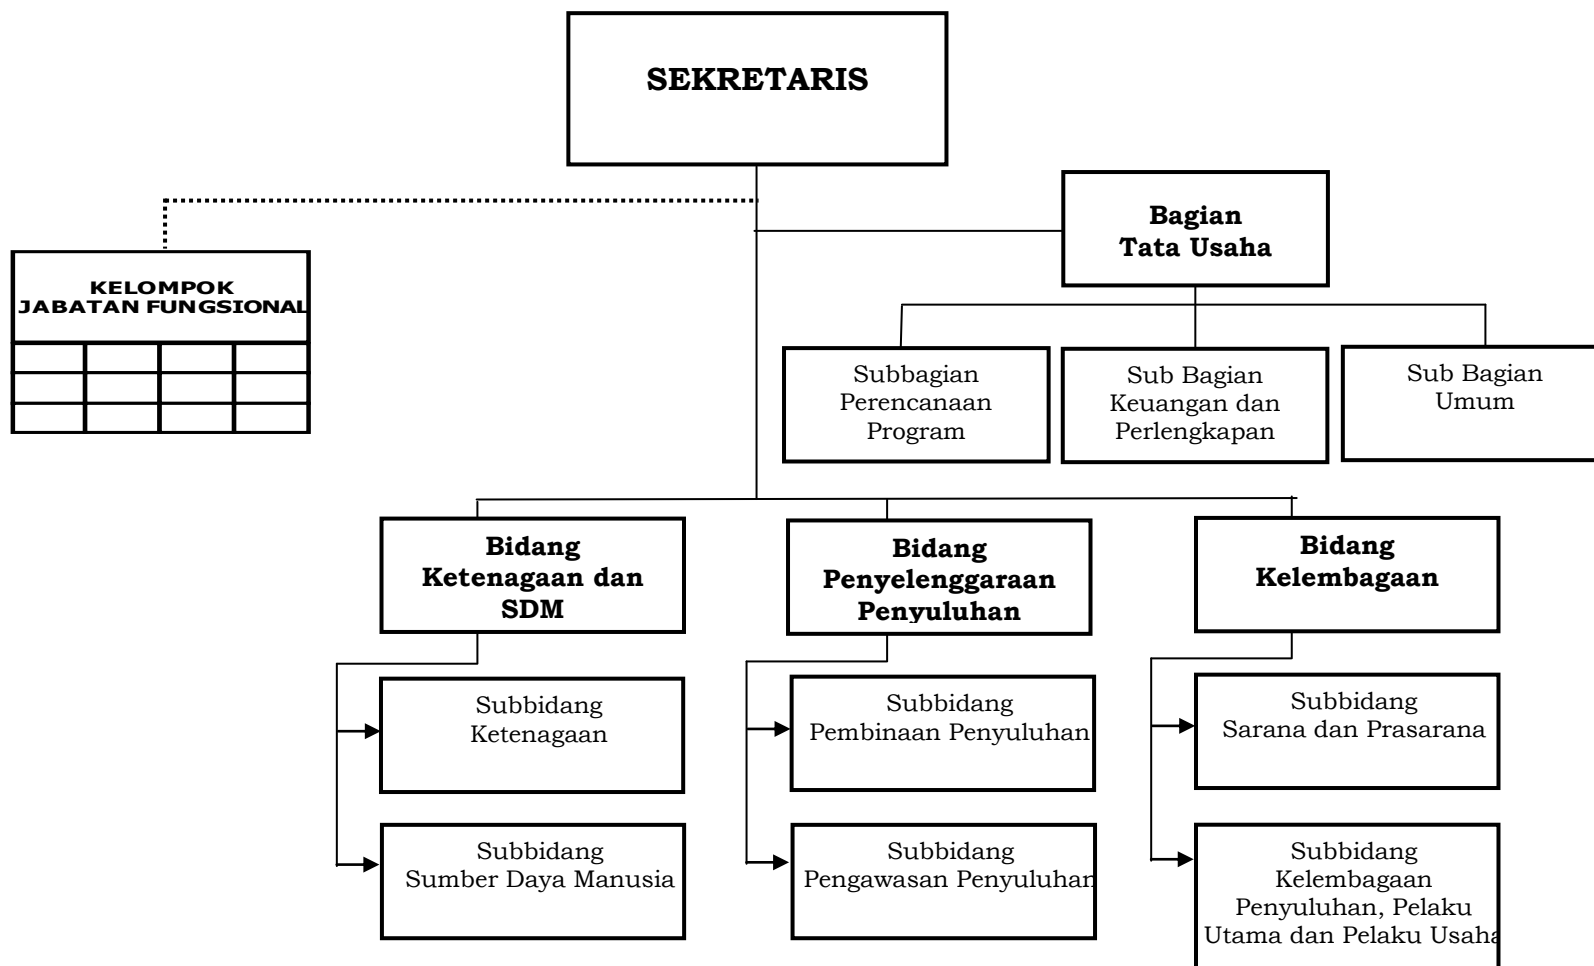 SEKRETARIS
Bagian
Tata Usaha
KELOMPOK
JABATAN FUNGSIONAL
Subbagian
Perencanaan
Program
Sub Bagian
Keuangan dan
Perlengkapan
Sub Bagian
Umum
Bidang
Ketenagaan dan
SDM
Bidang
Penyelenggaraan
Penyuluhan
Bidang
Kelembagaan
Subbidang
Ketenagaan
Subbidang
Pembinaan Penyuluhan
Subbidang
Sarana dan Prasarana
Subbidang
Sumber Daya Manusia
Subbidang
Pengawasan Penyuluhan
Subbidang
Kelembagaan
Penyuluhan, Pelaku
Utama dan Pelaku Usaha